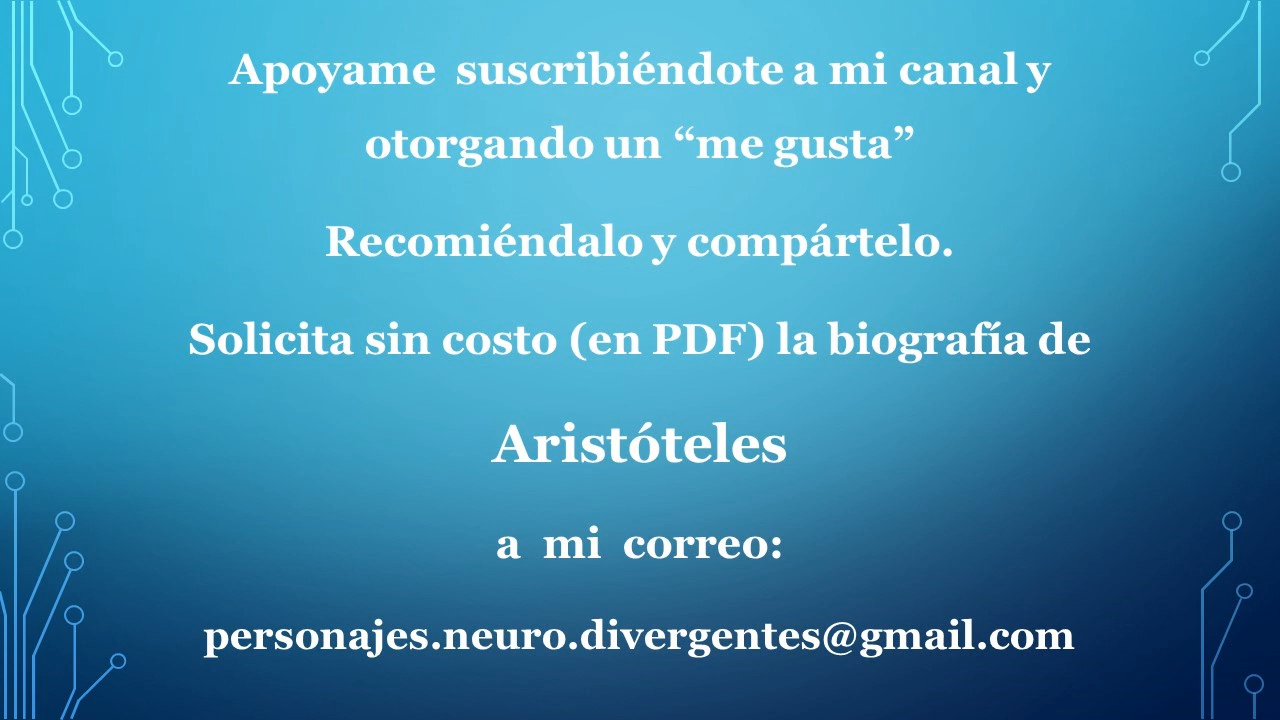 Apoyame suscribiéndote a mi canal y
otorgando un “me gusta”
Recomiéndalo y compártelo.
Solicita sin costo (en PDF) la biografía de
Aristóteles
a mi correo:
personajes.neuro.divergentes@gmail.com